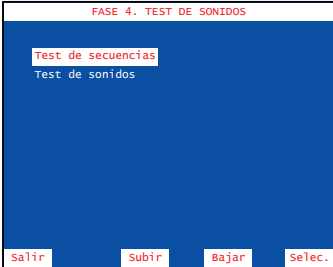 FASE 4. TEST DE SONIDOS
Test de secuencias
Test de sonidos
Salir Subir Bajar Selec.